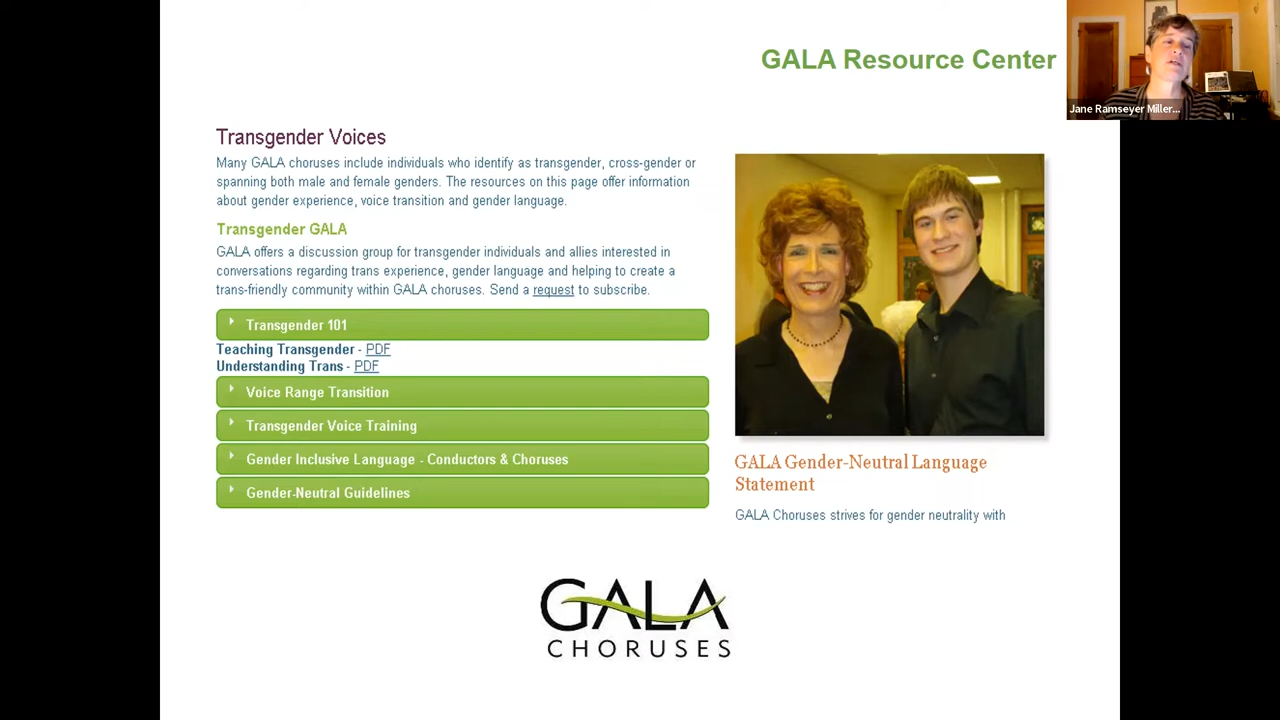 GALA Resource Center
Jane Ramseyer Miller...
Transgender Voices
Many GALA choruses include individuals who identify as transgender, cross-gender or
spanning both male and female genders. The resources on this page offer information
about gender experience, voice transition and gender language.
Transgender GALA
GALA offers a discussion group for transgender individuals and allies interested in
conversations regarding trans experience, gender language and helping to create a
trans-friendly community within GALA choruses. Send a request to subscribe.
Transgender 101
Teaching Transgender - PDF
Understanding Trans - PDF
Voice Range Transition
Transgender Voice Training
Gender Inclusive Language - Conductors & Choruses
Gender-Neutral Guidelines
GALA Gender-Neutral Language
Statement
GALA Choruses strives for gender neutrality with
GALA
CHORUSES